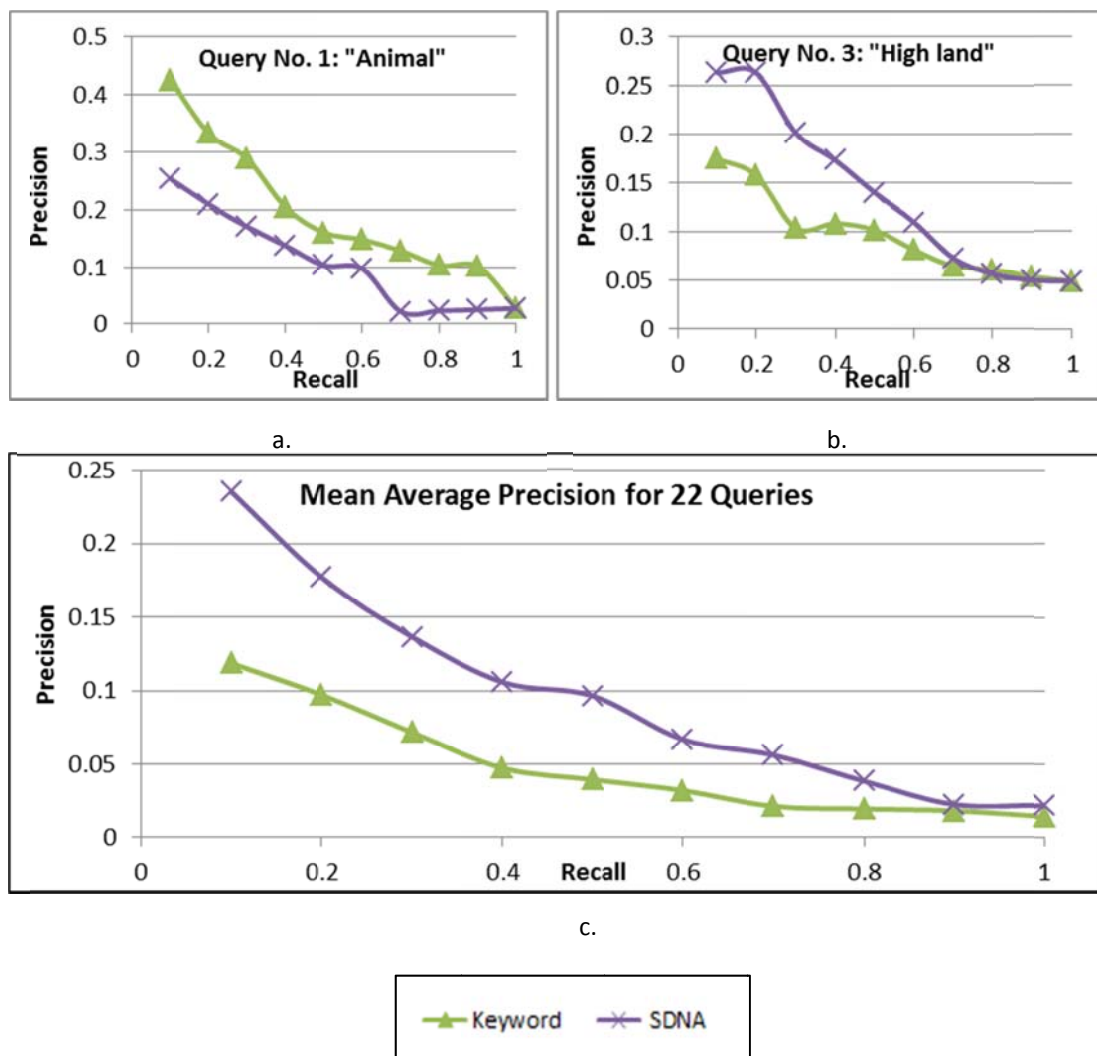 Query No. 1: "Animal"
0.5
0.4
0.3
0.2
0.1
0
Precision
0 0.2 0.4 0.6 0.8 1
Recall
Query No. 3: "High land"
0.3
0.25
0.2
0.15
0.1
0.05
0
Precision
0 0.2 0.4 0.6 0.8 1
Recall
a.
b.
Mean Average Precision for 22 Queries
0.25
0.2
0.15
0.1
0.05
0
Precision
0 0.2 0.4 Recall 0.6 0.8 1
c.
Keyword SDNA